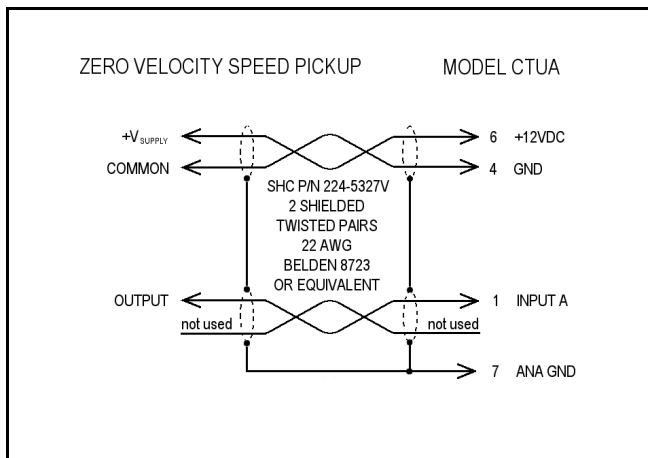 ZERO VELOCITY SPEED PICKUP MODEL CTUA
+V SUPPLY 6 +12VDC
COMMON 4 GND
SHC P/N 224-5327V
2 SHIELDED
TWISTED PAIRS
22 AWG
BELDEN 8723
OR EQUIVALENT
OUTPUT 1 INPUT A
not used not used
7 ANA GND